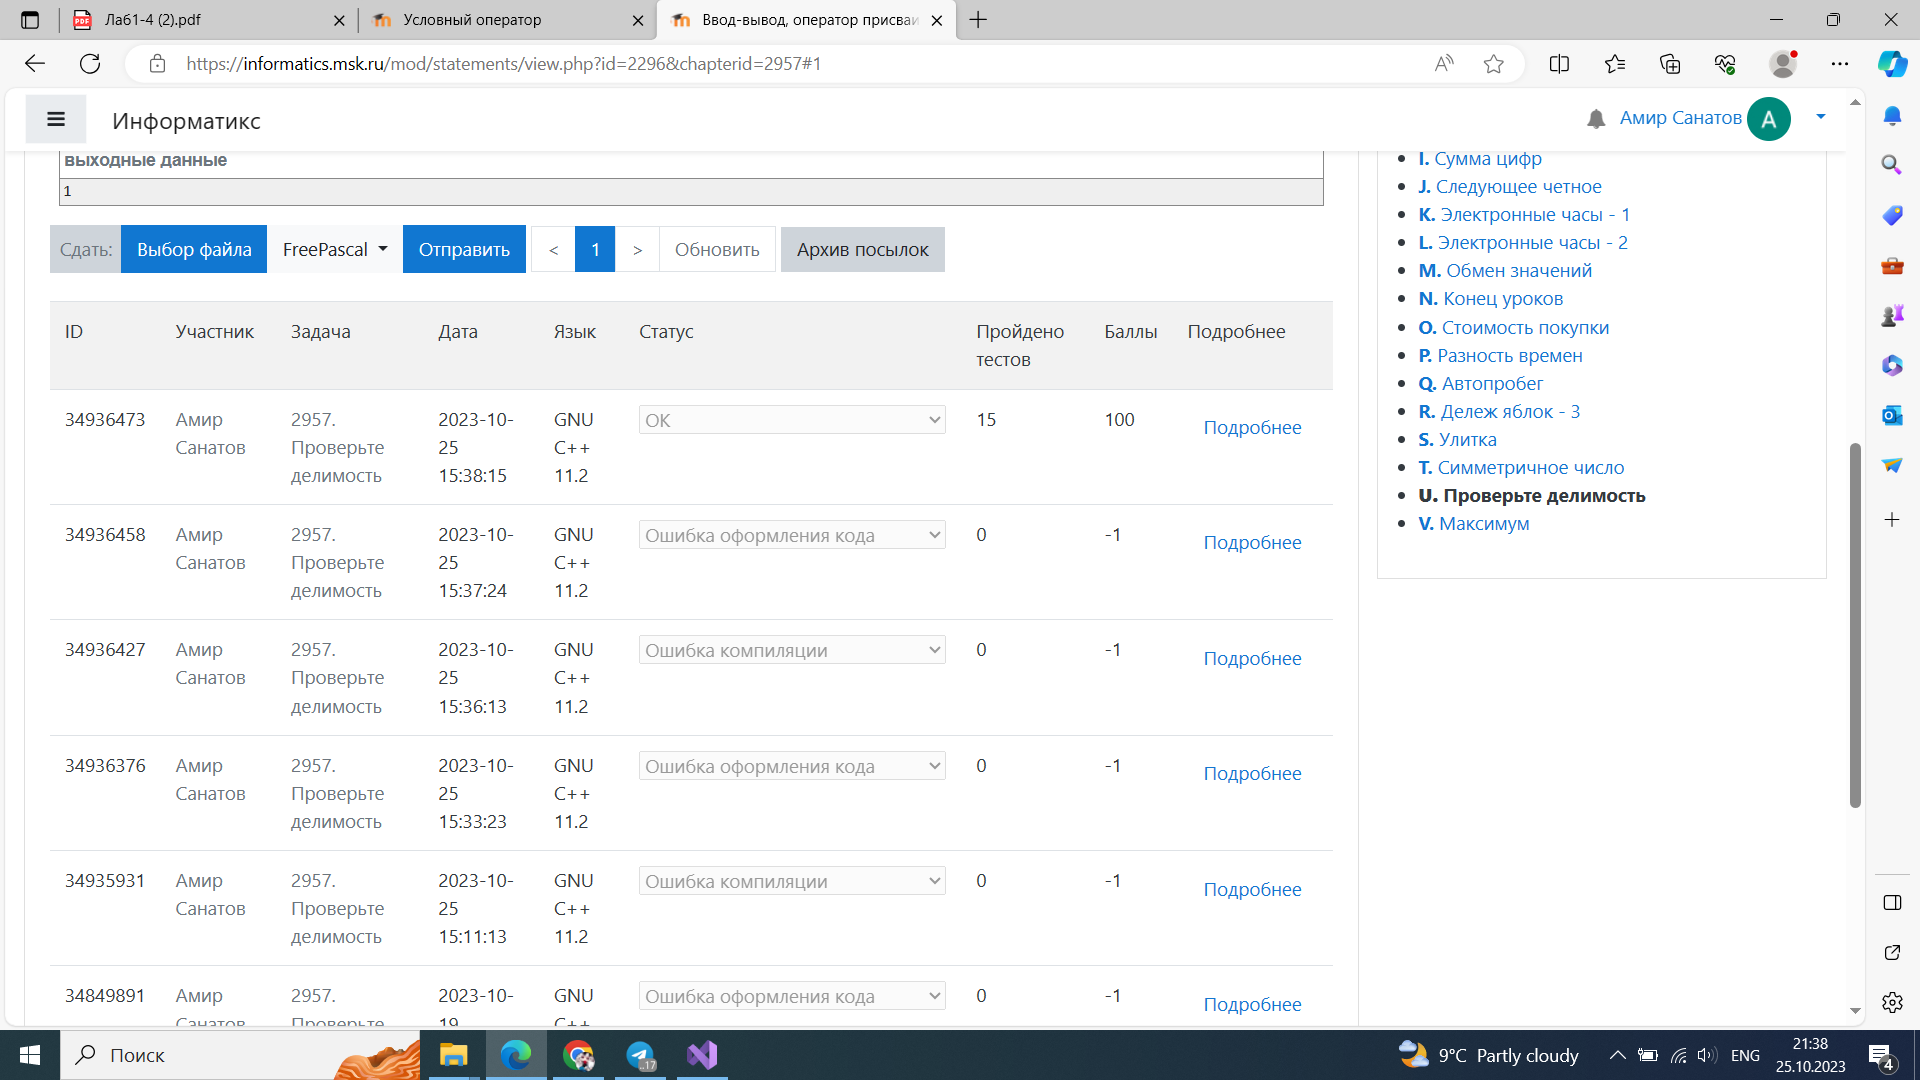 Лаб1-4 (2).pdf
Условный оператор
Ввод-вывод, оператор присваи
https://informatics.msk.ru/mod/statements/view.php?id=2296&chapterid=2957#1
Информатикс
Амир Санатов
A
выходные данные
1
Сдать: Выбор файла FreePascal Отправить < 1 > Обновить Архив посылок
ID Участник Задача Дата Язык Статус Пройдено тестов Баллы Подробнее
34936473 Амир Санатов 2957. Проверьте делимость 2023-10-25 15:38:15 GNU C++ 11.2 OK 15 100 Подробнее
34936458 Амир Санатов 2957. Проверьте делимость 2023-10-25 15:37:24 GNU C++ 11.2 Ошибка оформления кода 0 -1 Подробнее
34936427 Амир Санатов 2957. Проверьте делимость 2023-10-25 15:36:13 GNU C++ 11.2 Ошибка компиляции 0 -1 Подробнее
34936376 Амир Санатов 2957. Проверьте делимость 2023-10-25 15:33:23 GNU C++ 11.2 Ошибка оформления кода 0 -1 Подробнее
34935931 Амир Санатов 2957. Проверьте делимость 2023-10-25 15:11:13 GNU C++ 11.2 Ошибка компиляции 0 -1 Подробнее
34849891 Амир Санатов 2957. Проверьте 2023-10-19 GNU C++ Ошибка оформления кода 0 -1 Подробнее
I. Сумма цифр
J. Следующее четное
K. Электронные часы - 1
L. Электронные часы - 2
M. Обмен значений
N. Конец уроков
O. Стоимость покупки
P. Разность времен
Q. Автопробег
R. Дележ яблок - 3
S. Улитка
T. Симметричное число
U. Проверьте делимость
V. Максимум
Поиск
..17
9°C Partly cloudy
ENG
21:38
25.10.2023
4